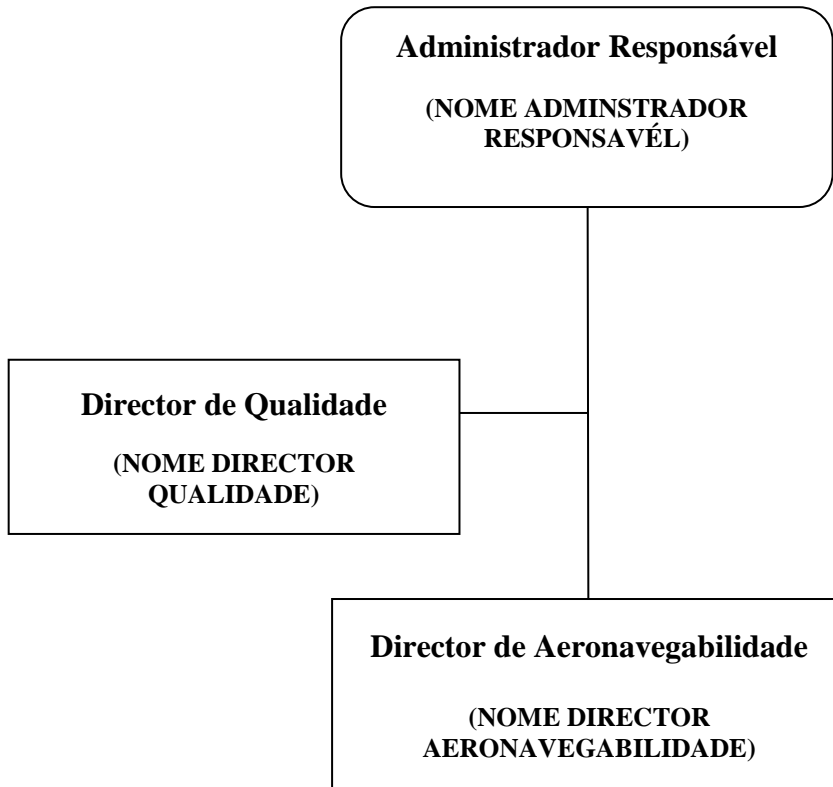 Administrador Responsável
(NOME ADMINSTRADOR
RESPONSAVÉL)
Director de Qualidade
(NOME DIRECTOR
QUALIDADE)
Director de Aeronavegabilidade
(NOME DIRECTOR
AERONAVEGABILIDADE)